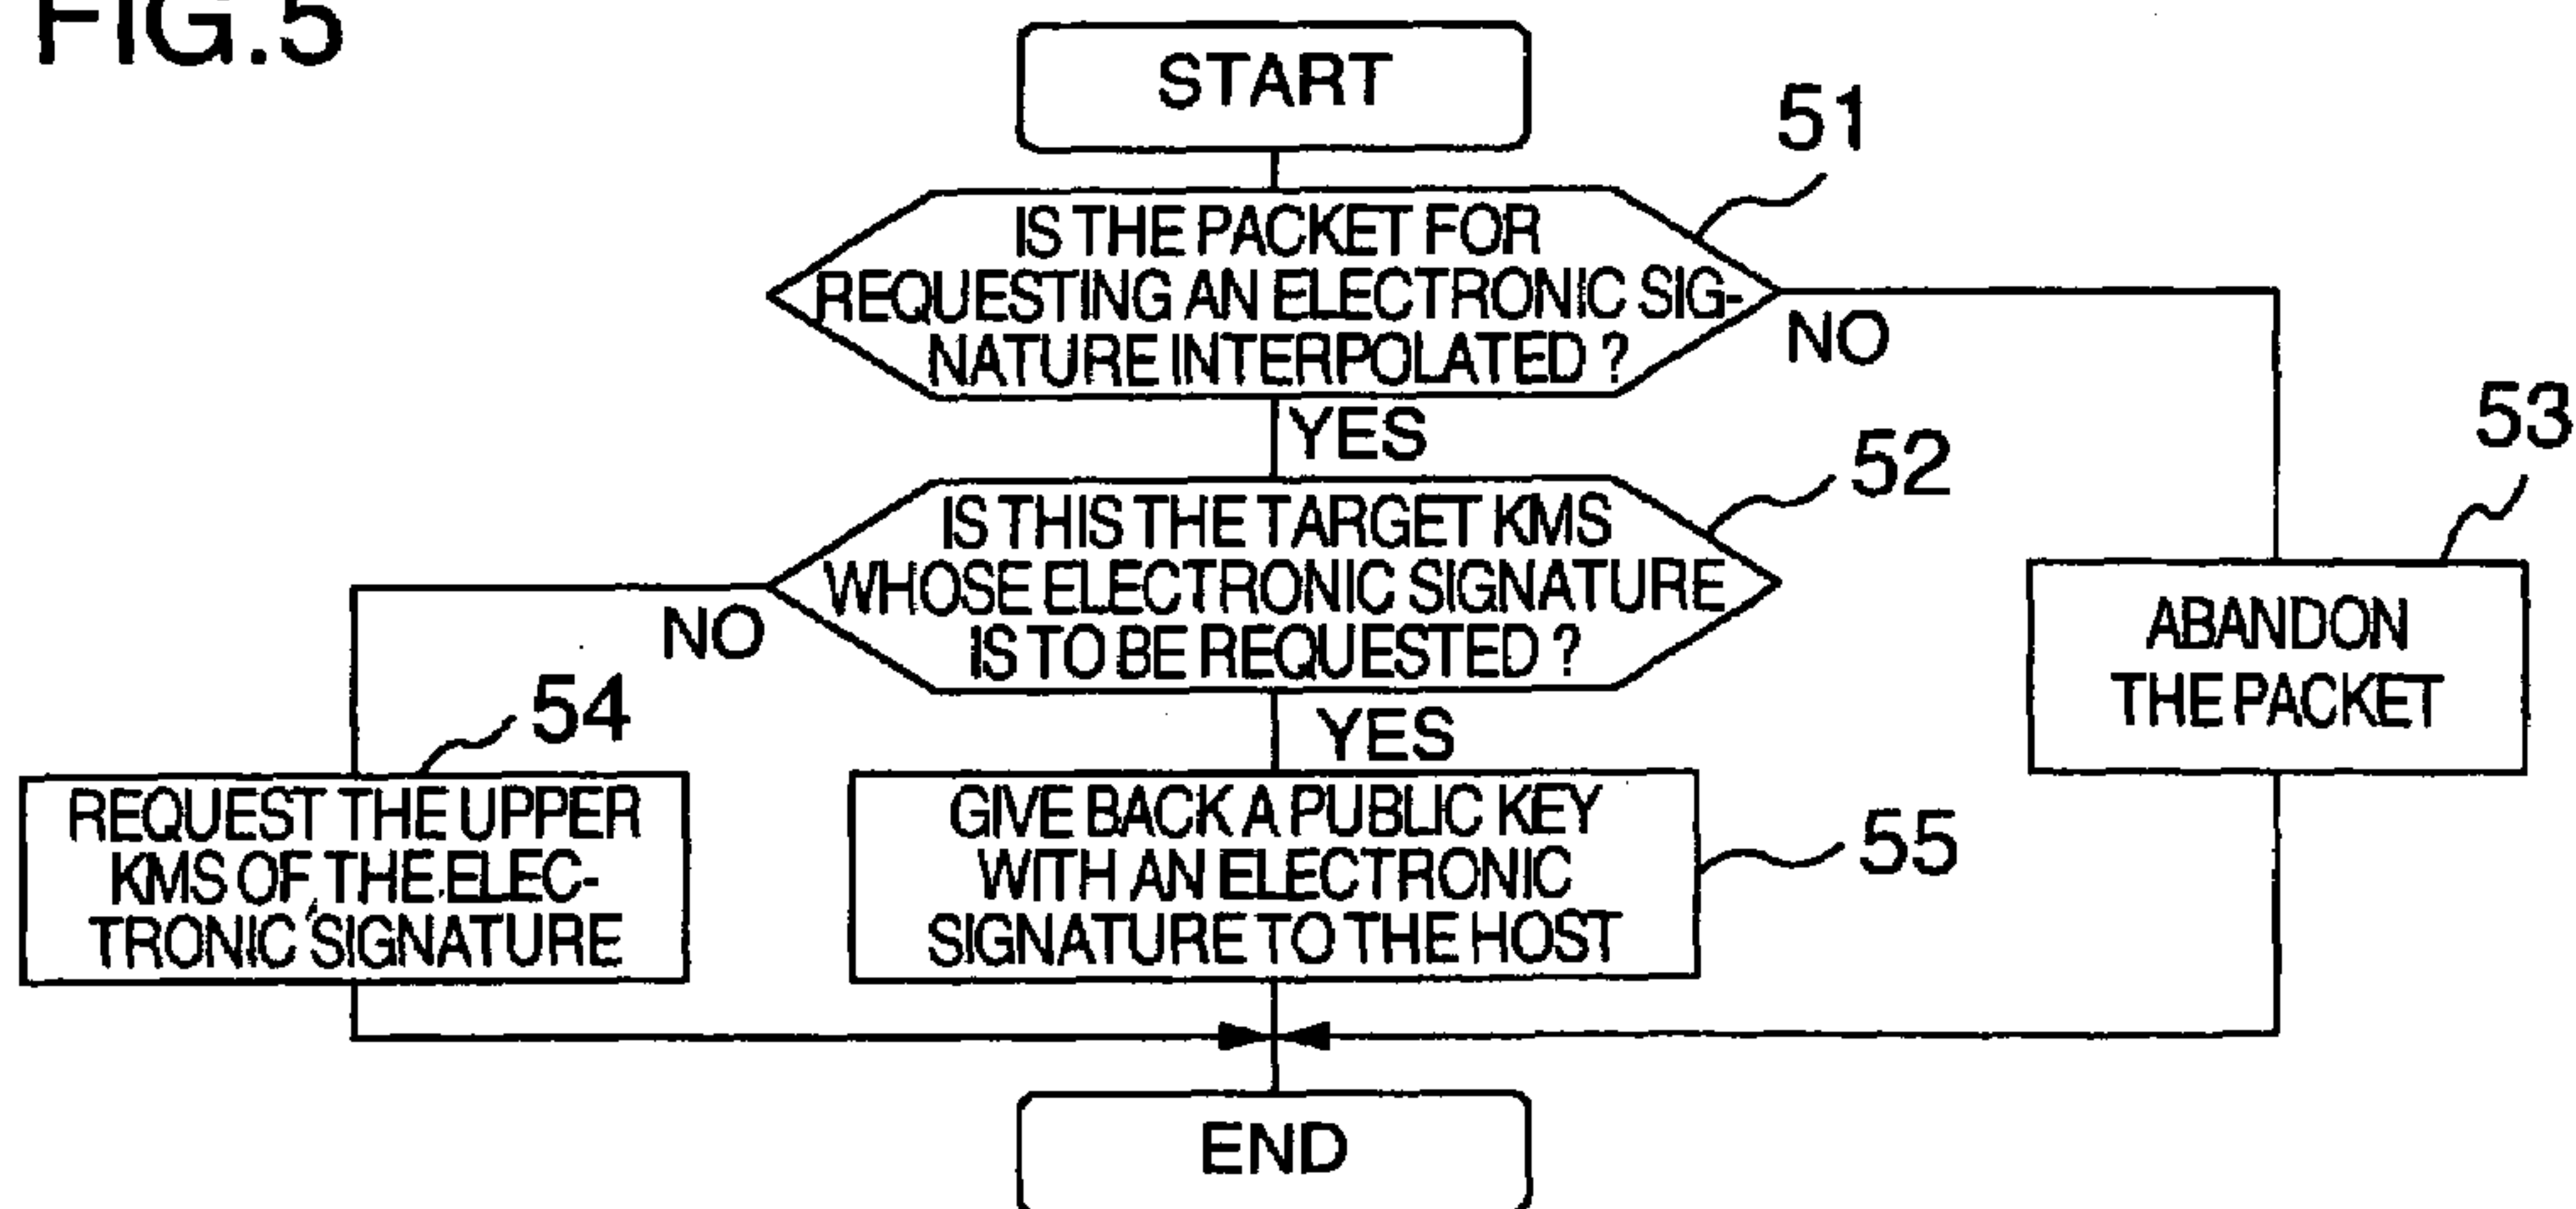 FIG.5
START
51
IS THE PACKET FOR
REQUESTING AN ELECTRONIC SIG-
NATURE INTERPOLATED ?
NO
YES
52
53
IS THIS THE TARGET KMS
WHOSE ELECTRONIC SIGNATURE
IS TO BE REQUESTED ?
NO
YES
ABANDON
THE PACKET
54
REQUEST THE UPPER
KMS OF THE ELEC-
TRONIC SIGNATURE
GIVE BACK A PUBLIC KEY
WITH AN ELECTRONIC
SIGNATURE TO THE HOST
55
END